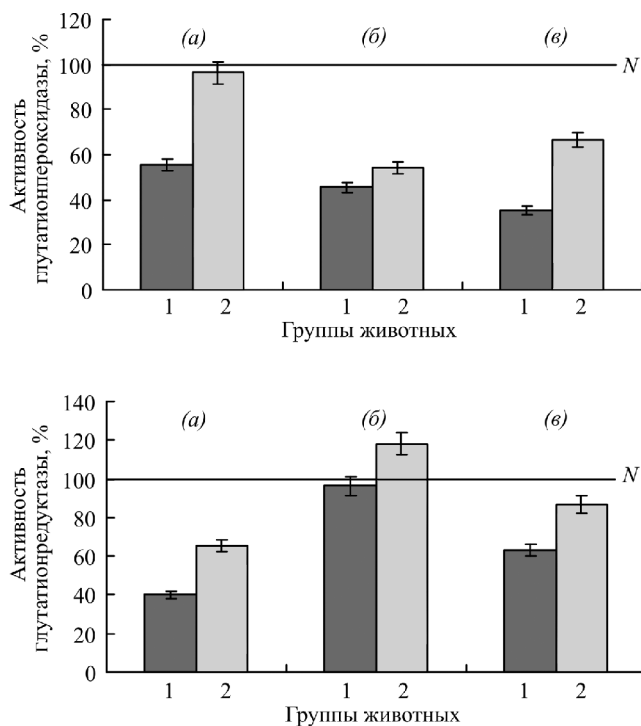 Активность
глутатионпероксидазы, %
120
100
80
60
40
20
0
(а)
(б)
(в)
N
1
2
1
2
1
2
Группы животных
Активность
глутатионредуктазы, %
140
120
100
80
60
40
20
0
(а)
(б)
(в)
N
1
2
1
2
1
2
Группы животных